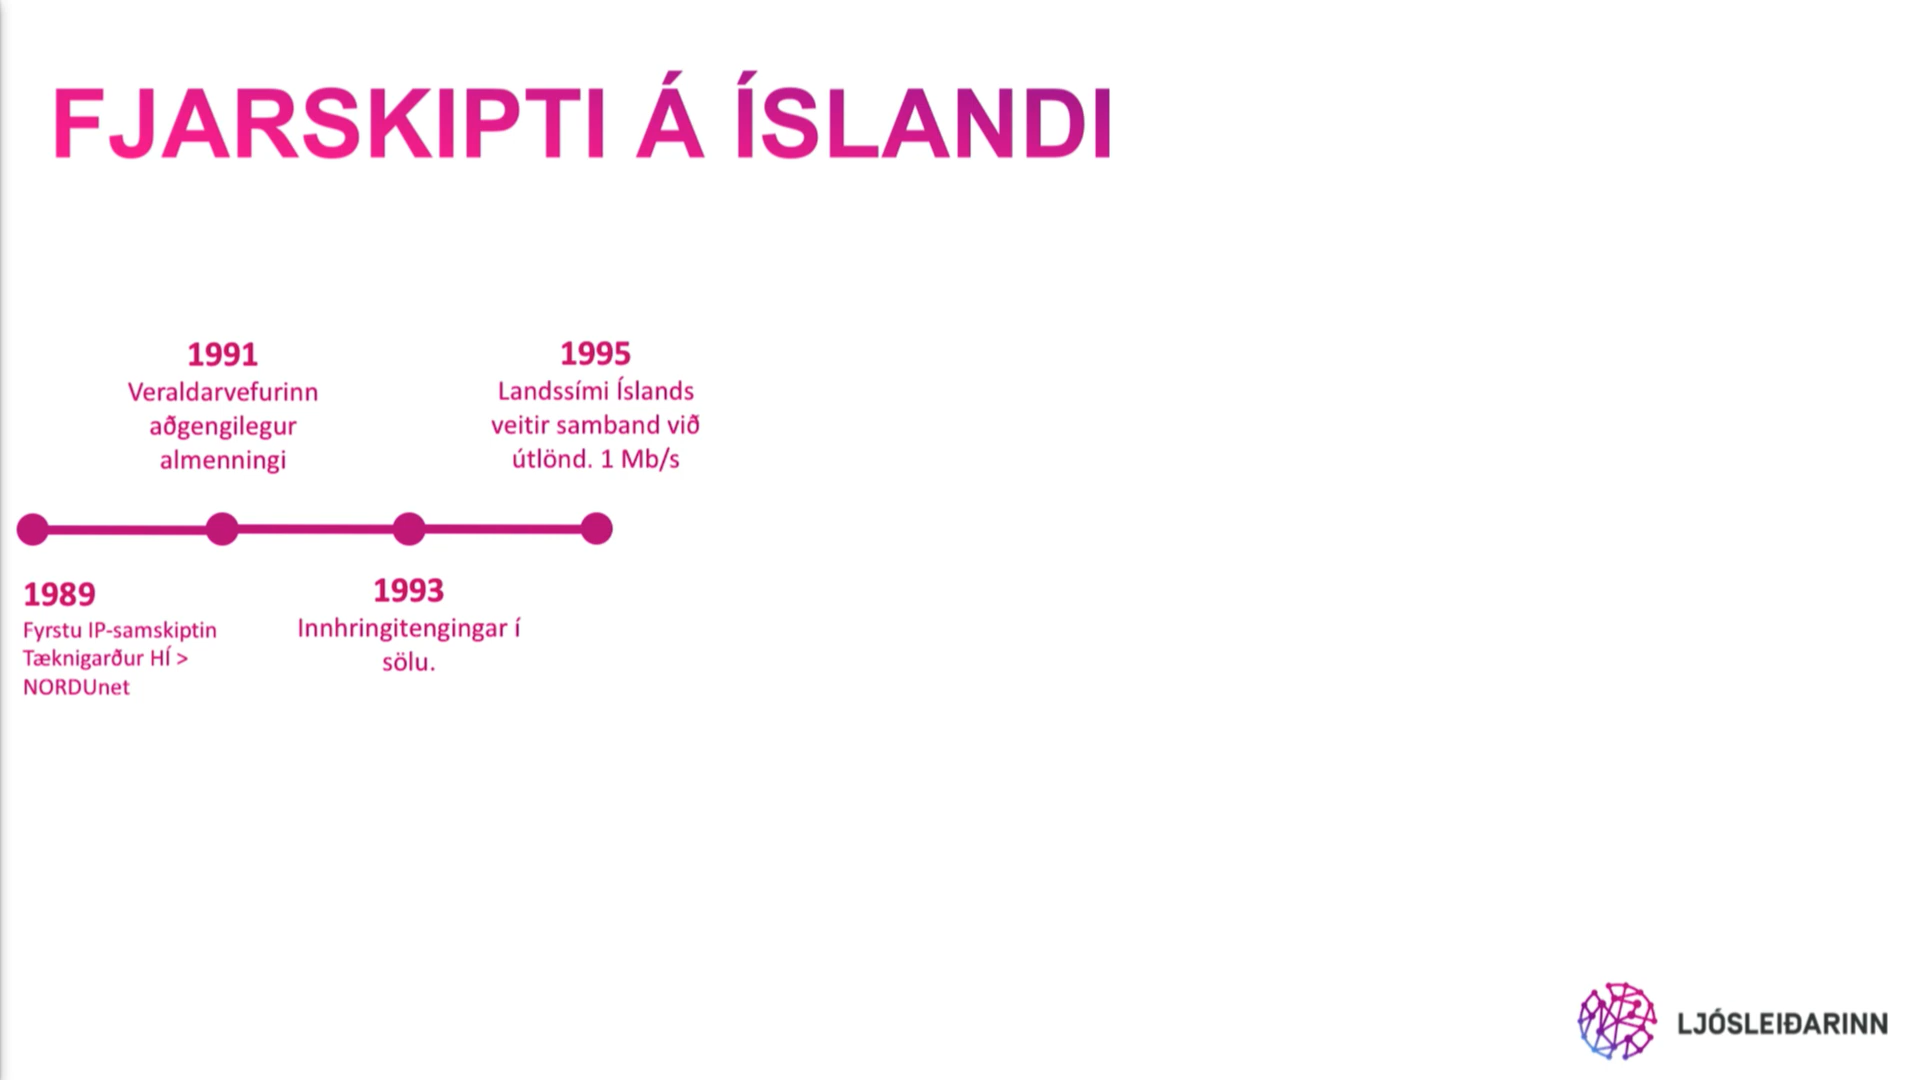 FJARSKIPTI Á ÍSLANDI
1991
Veraldarvefurinn
aðgengilegur
almenningi
1995
Landssími Íslands
veitir samband við
útlönd. 1 Mb/s
1989
Fyrstu IP-samskiptin
Tæknigarður HÍ >
NORDUnet
1993
Innhringitengingar í
sölu.
LJÓSLEIÐARINN